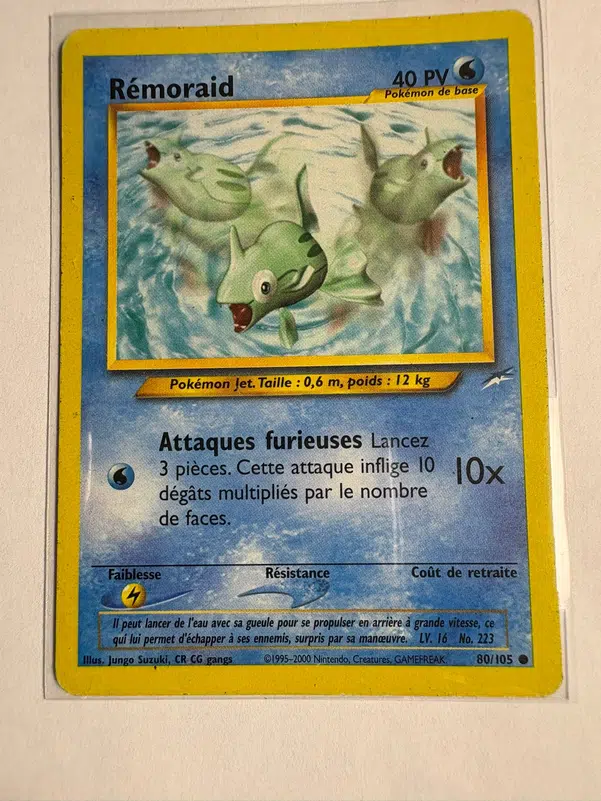 Rémoraid
40 PV
Pokémon de base
Pokémon Jet. Taille : 0,6 m, poids : 12 kg
Attaques furieuses Lancez
3 pièces. Cette attaque inflige 10
dégâts multipliés par le nombre
de faces.
10x
Faiblesse Résistance Coût de retraite
Il peut lancer de l'eau avec sa gueule pour se propulser en arrière à grande vitesse, ce
qui lui permet d'échapper à ses ennemis, surpris par sa manœuvre. LV. 16 No. 223
Illus. Jungo Suzuki, CR CG gangs ©1995-2000 Nintendo, Creatures, GAMEFREAK 80/105